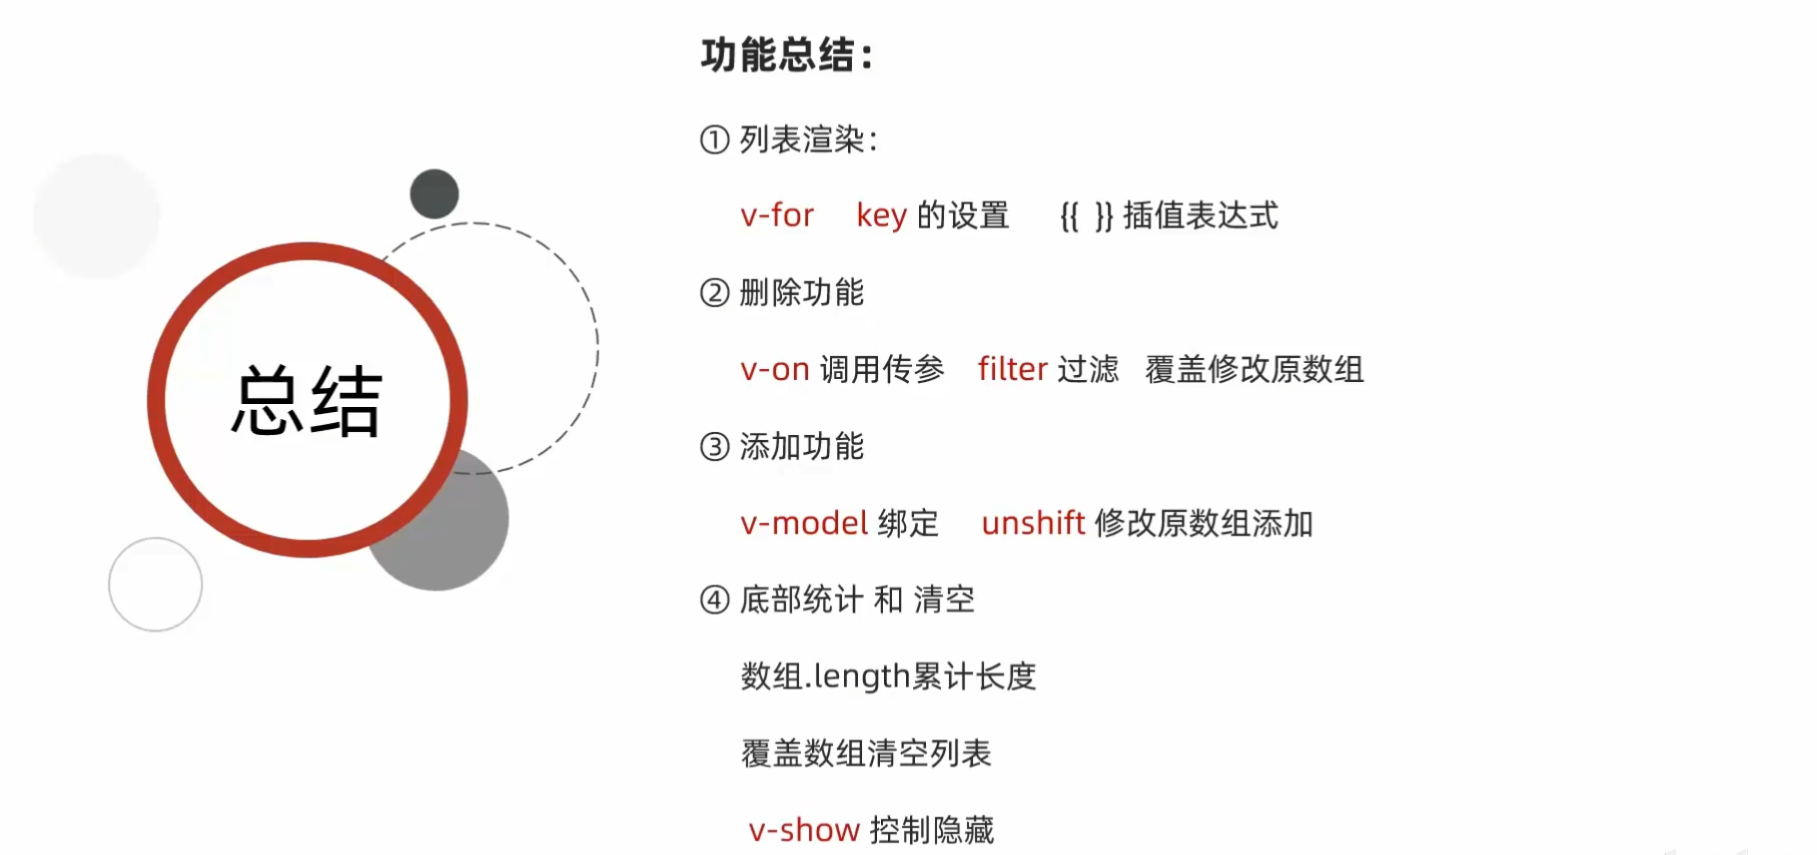 总结
功能总结：
① 列表渲染：
v-for key 的设置 {{ }} 插值表达式
② 删除功能
v-on 调用传参 filter 过滤 覆盖修改原数组
③ 添加功能
v-model 绑定 unshift 修改原数组添加
④ 底部统计 和 清空
数组.length累计长度
覆盖数组清空列表
v-show 控制隐藏